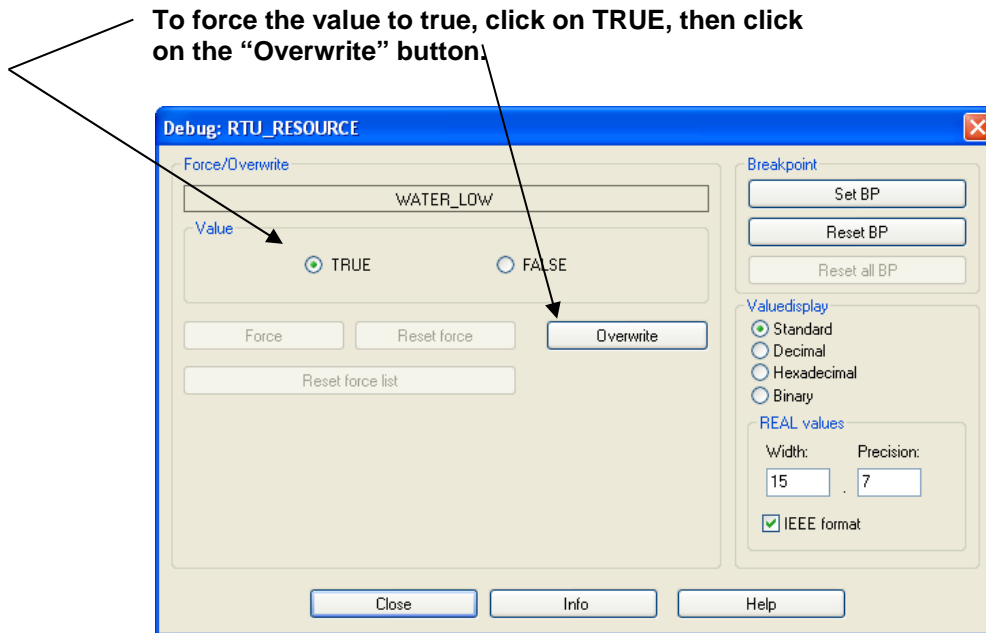 To force the value to true, click on TRUE, then click
on the “Overwrite” button.
Debug: RTU_RESOURCE
Force/Overwrite
WATER_LOW
Value
TRUE
FALSE
Force
Reset force
Overwrite
Reset force list
Breakpoint
Set BP
Reset BP
Reset all BP
Valuedisplay
Standard
Decimal
Hexadecimal
Binary
REAL values
Width:
Precision:
15
.
7
IEEE format
Close
Info
Help